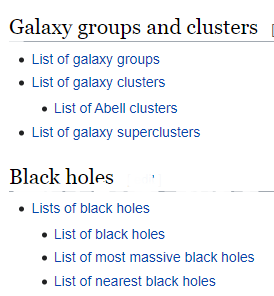 Galaxy groups and clusters
List of galaxy groups
List of galaxy clusters
List of Abell clusters
List of galaxy superclusters
Black holes
Lists of black holes
List of black holes
List of most massive black holes
List of nearest black holes